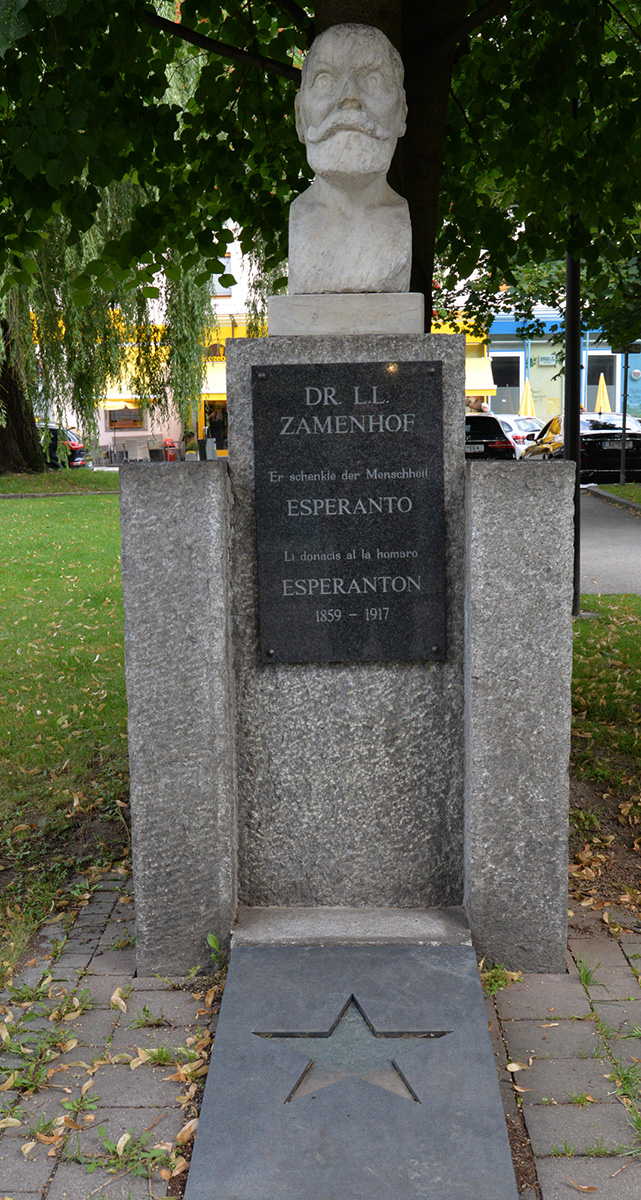 DR. L.L.
ZAMENHOF
Er schenkte der Menschheit
ESPERANTO
Li donacis al la homaro
ESPERANTON
1859 – 1917